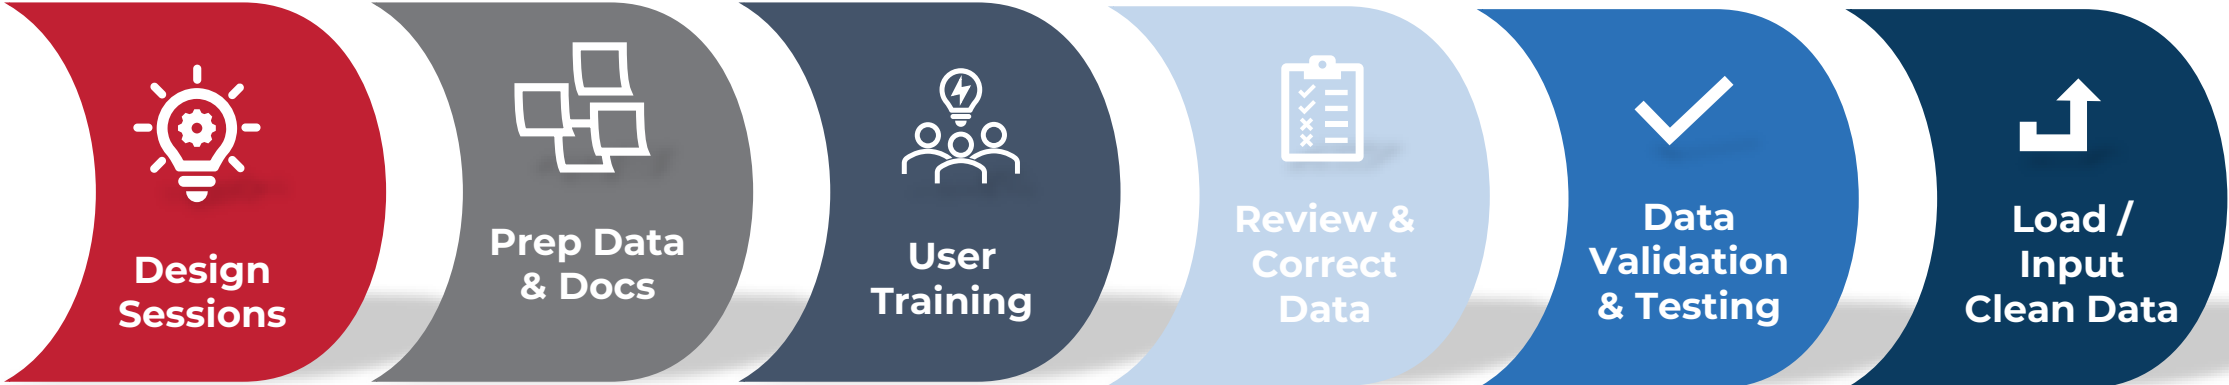 Design
Sessions
Prep Data
& Docs
User
Training
Review &
Correct
Data
Data
Validation
& Testing
Load /
Input
Clean Data